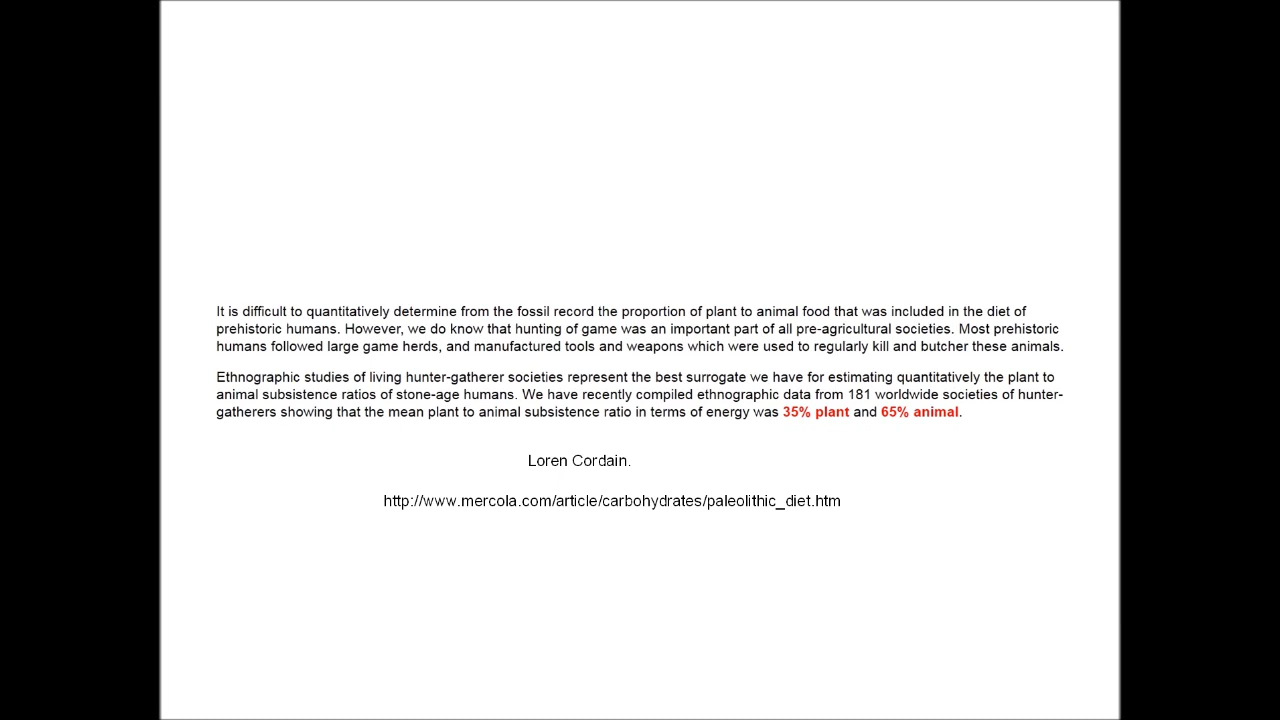 It is difficult to quantitatively determine from the fossil record the proportion of plant to animal food that was included in the diet of
prehistoric humans. However, we do know that hunting of game was an important part of all pre-agricultural societies. Most prehistoric
humans followed large game herds, and manufactured tools and weapons which were used to regularly kill and butcher these animals.
Ethnographic studies of living hunter-gatherer societies represent the best surrogate we have for estimating quantitatively the plant to
animal subsistence ratios of stone-age humans. We have recently compiled ethnographic data from 181 worldwide societies of hunter-
gatherers showing that the mean plant to animal subsistence ratio in terms of energy was 35% plant and 65% animal.
Loren Cordain.
http://www.mercola.com/article/carbohydrates/paleolithic_diet.htm